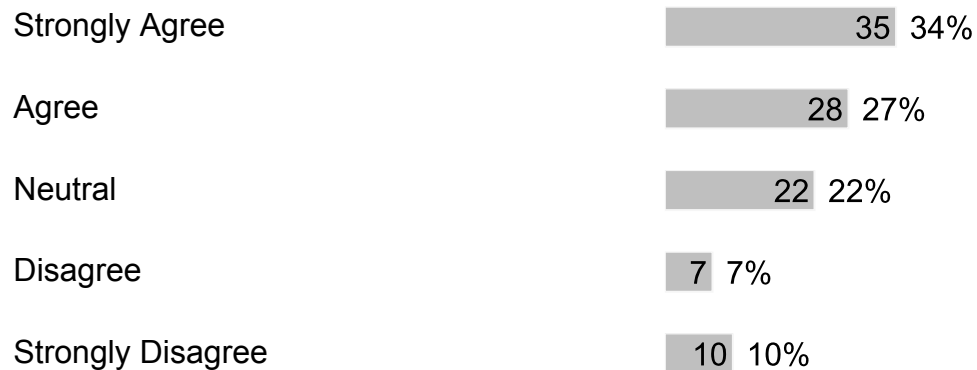 Strongly Agree 35 34%
Agree 28 27%
Neutral 22 22%
Disagree 7 7%
Strongly Disagree 10 10%